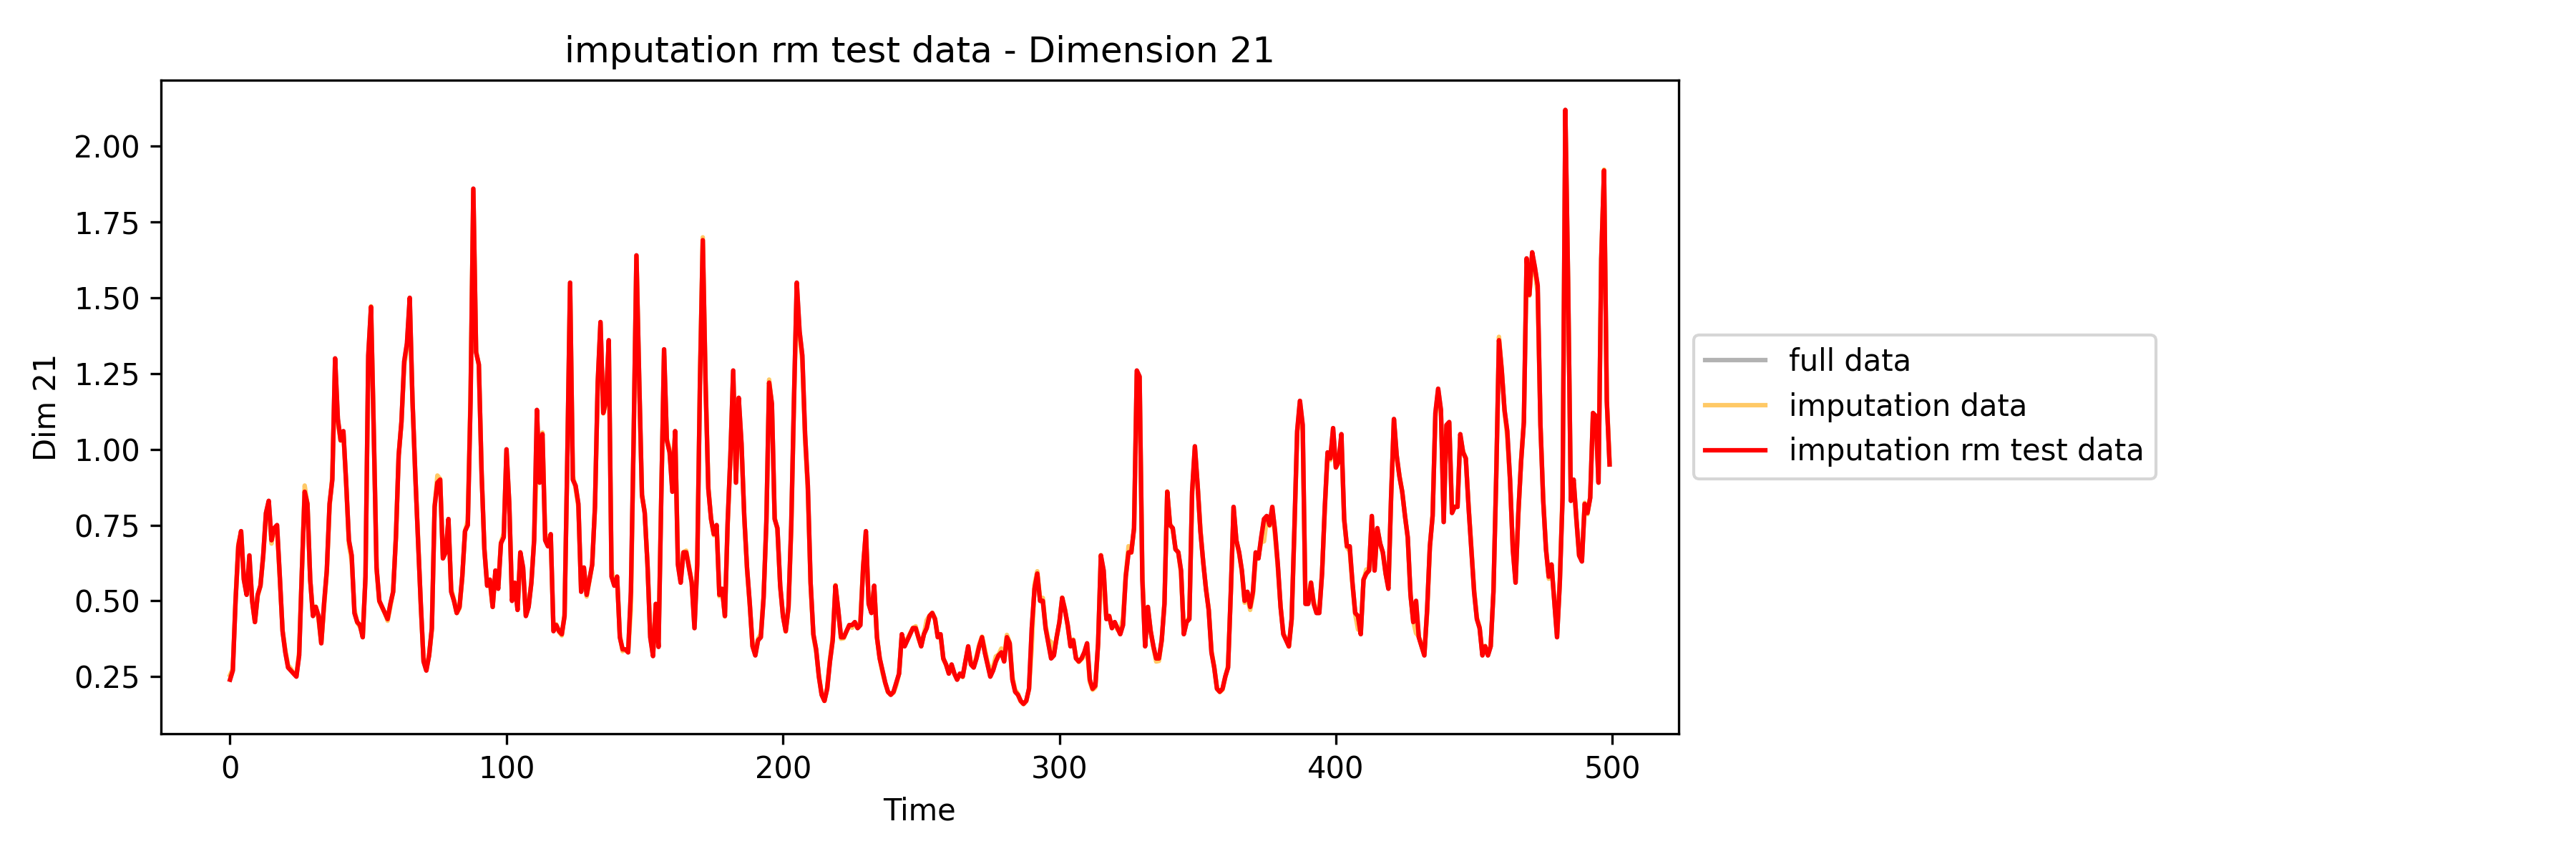 imputation rm test data - Dimension 21
Dim 21
2.00
1.75
1.50
1.25
1.00
0.75
0.50
0.25
0 100 200 300 400 500
Time
full data
imputation data
imputation rm test data